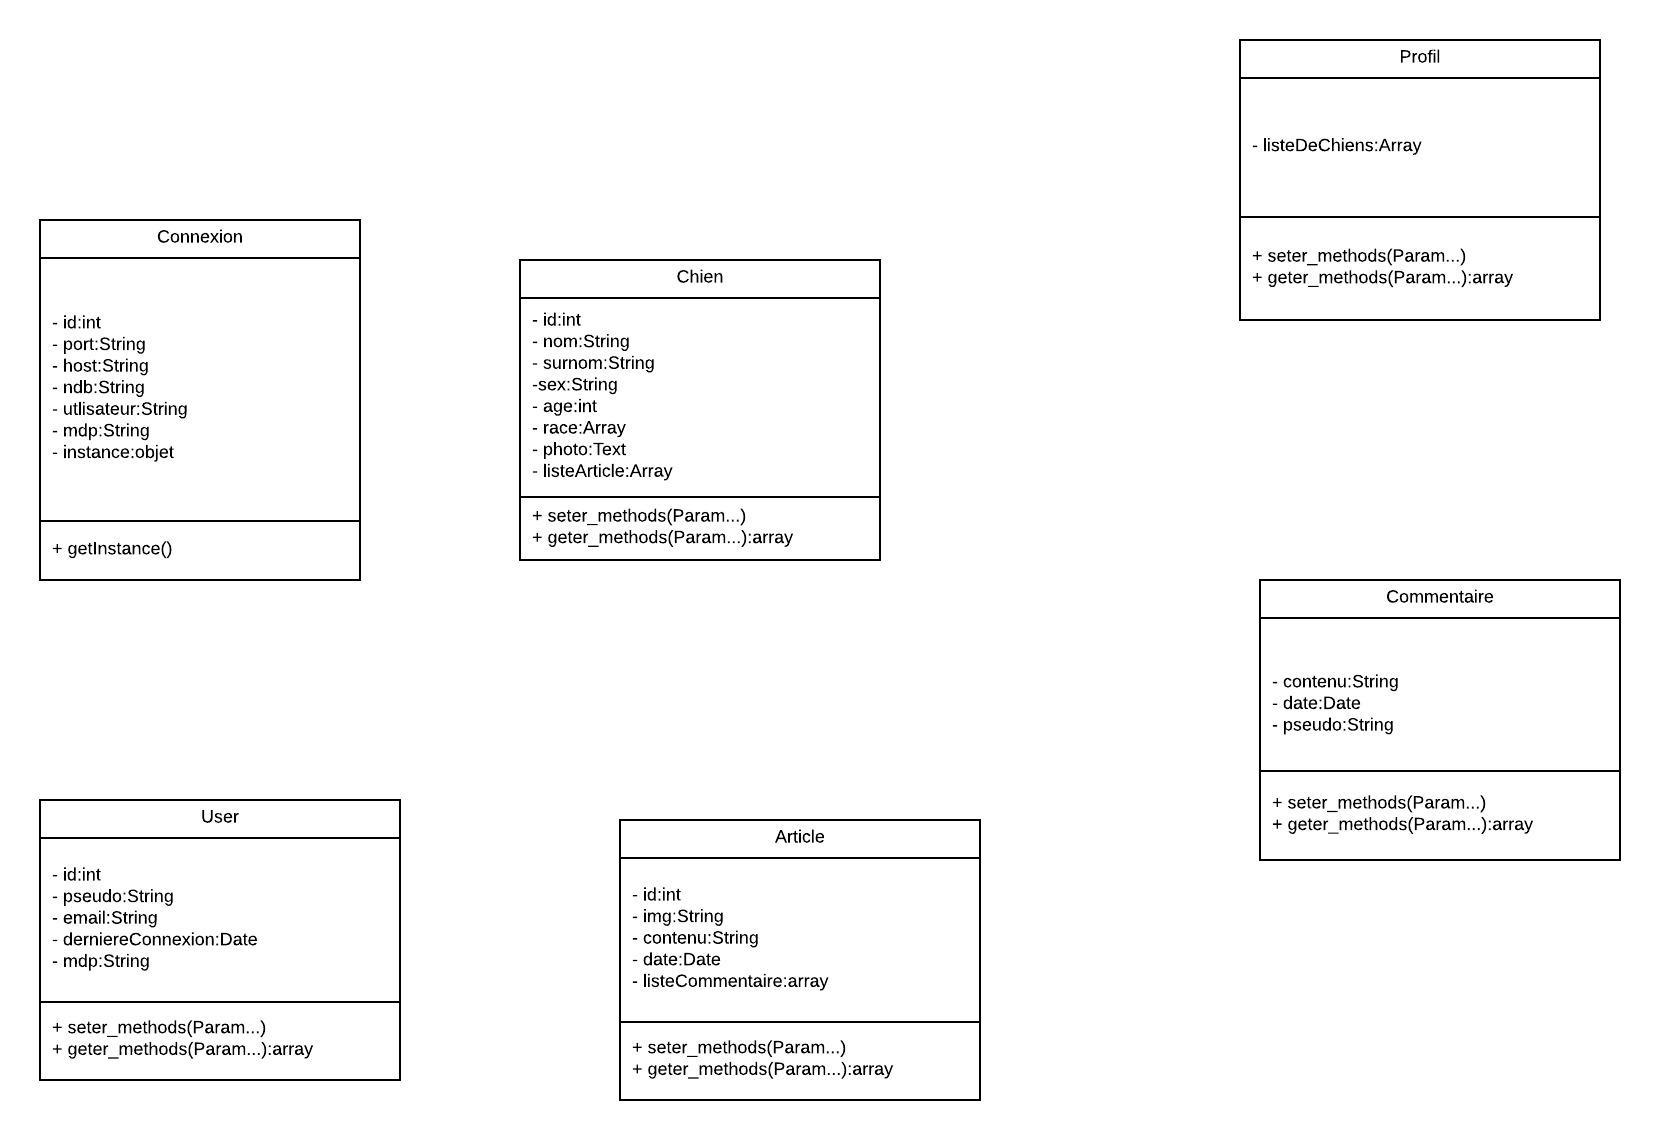 Profil
- listeDeChiens:Array
+ seter_methods(Param...)
+ geter_methods(Param...):array
Connexion
- id:int
- port:String
- host:String
- ndb:String
- utlisateur:String
- mdp:String
- instance:objet
+ getInstance()
Chien
- id:int
- nom:String
- surnom:String
-sex:String
- age:int
- race:Array
- photo:Text
- listeArticle:Array
+ seter_methods(Param...)
+ geter_methods(Param...):array
Commentaire
- contenu:String
- date:Date
- pseudo:String
+ seter_methods(Param...)
+ geter_methods(Param...):array
User
- id:int
- pseudo:String
- email:String
- derniereConnexion:Date
- mdp:String
+ seter_methods(Param...)
+ geter_methods(Param...):array
Article
- id:int
- img:String
- contenu:String
- date:Date
- listeCommentaire:array
+ seter_methods(Param...)
+ geter_methods(Param...):array